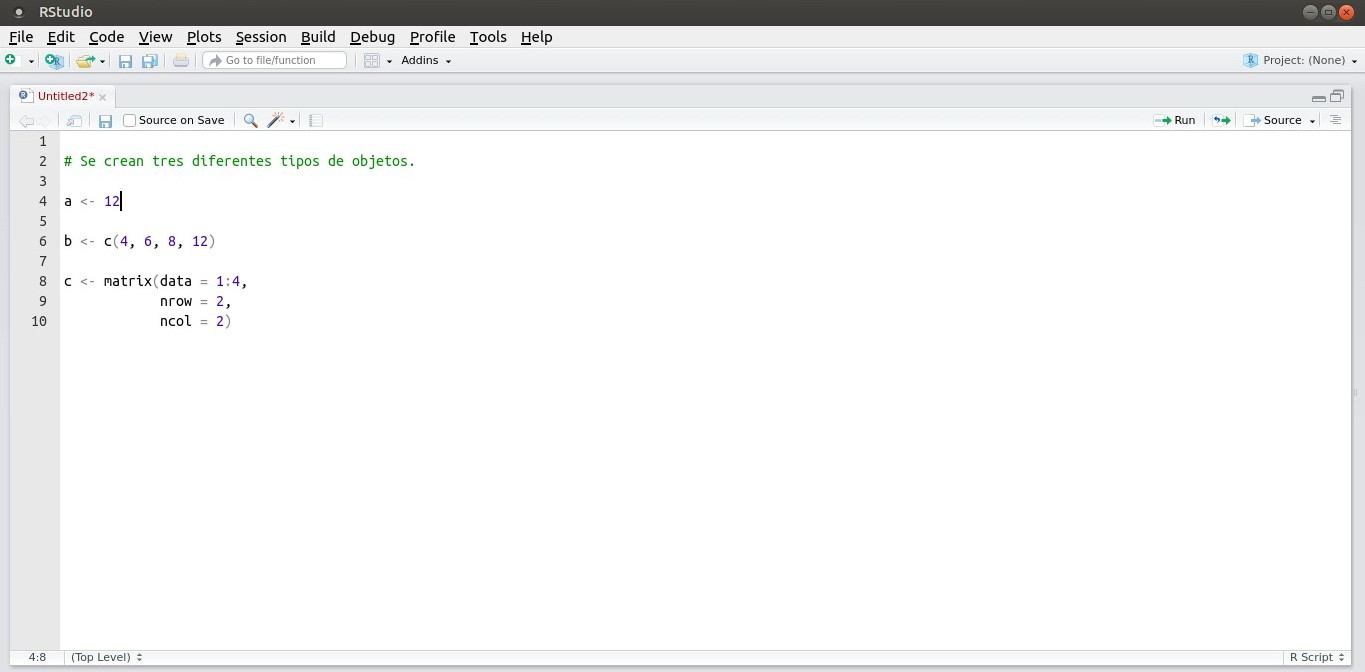 RStudio
File Edit Code View Plots Session Build Debug Profile Tools Help
Go to file/function Addins Project: (None)
Untitled2*
Source on Save Run Source
1
2 # Se crean tres diferentes tipos de objetos.
3
4 a <- 12
5
6 b <- c(4, 6, 8, 12)
7
8 c <- matrix(data = 1:4,
9 nrow = 2,
10 ncol = 2)
4:8 (Top Level) R Script